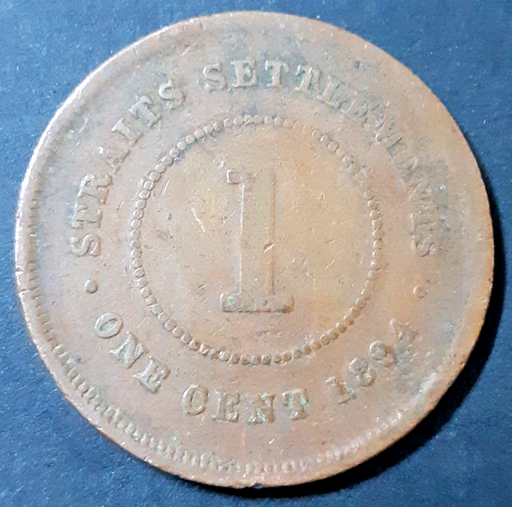 STRAITS SETTLEMENTS
1
ONE CENT 1894